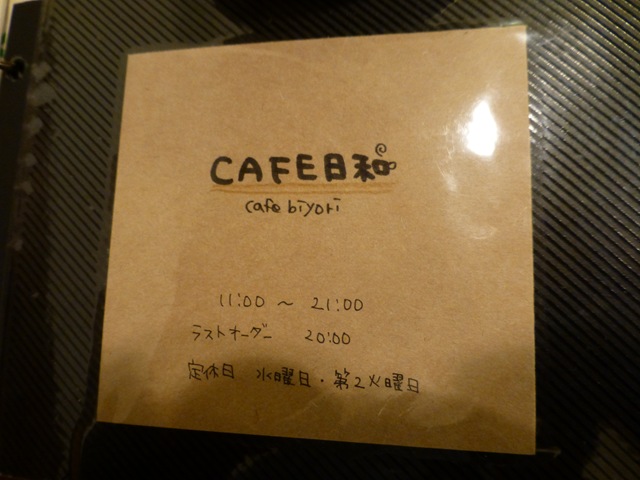 CAFE日和
cafe biyori
11:00 〜 21:00
ラストオーダー 20:00
定休日 水曜日・第2火曜日